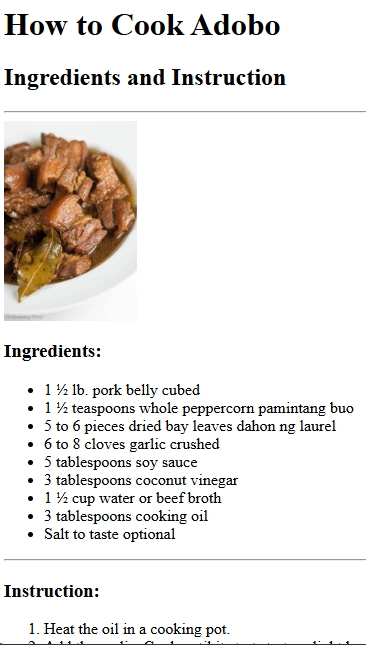 How to Cook Adobo
Ingredients and Instruction
Ingredients:
1 ½ lb. pork belly cubed
1 ½ teaspoons whole peppercorn pamintang buo
5 to 6 pieces dried bay leaves dahon ng laurel
6 to 8 cloves garlic crushed
5 tablespoons soy sauce
3 tablespoons coconut vinegar
1 ½ cup water or beef broth
3 tablespoons cooking oil
Salt to taste optional
Instruction:
1. Heat the oil in a cooking pot.